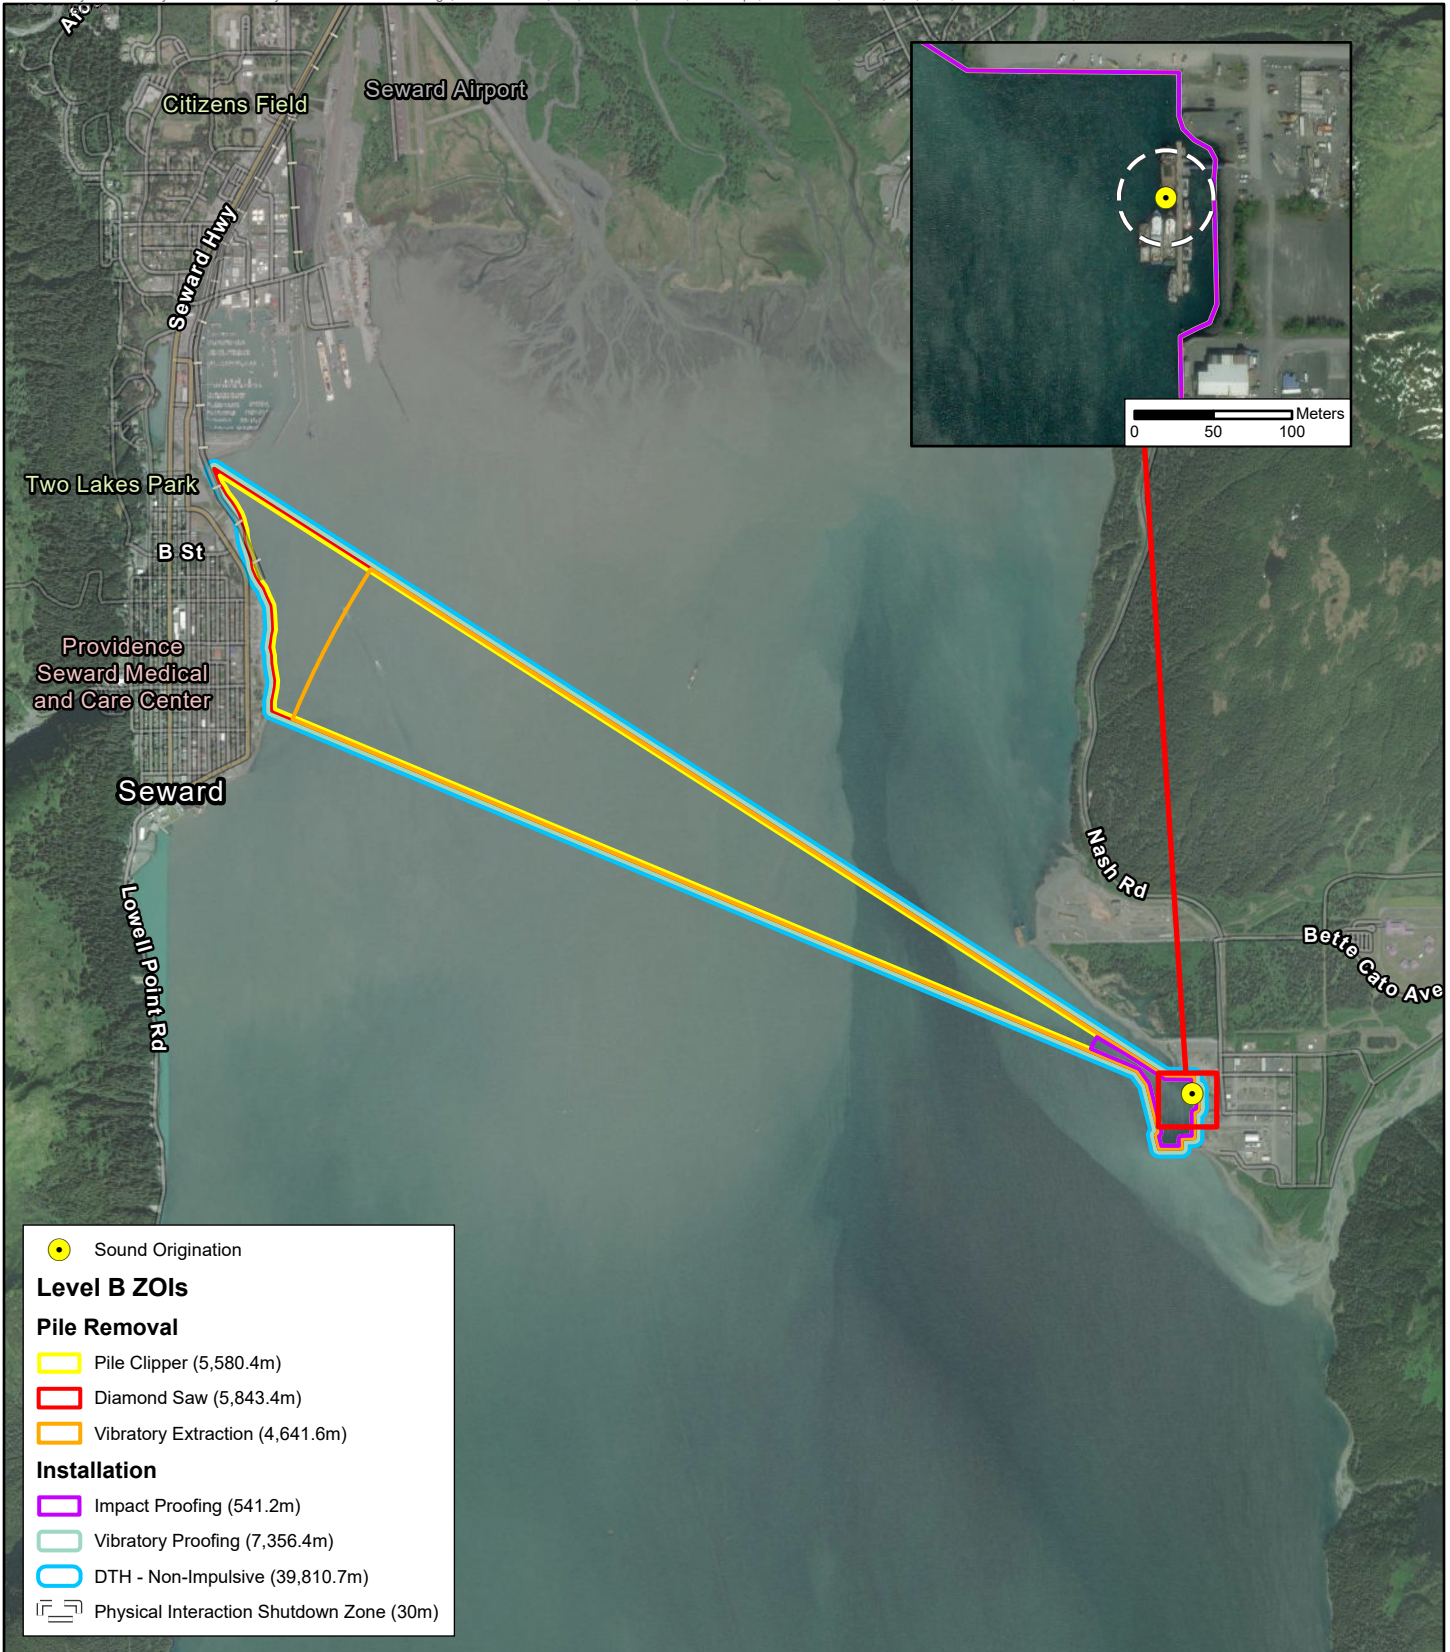 Afo
Citizens Field
Seward Airport
Seward Hwy
Meters
0 50 100
Two Lakes Park
B St
Providence
Seward Medical
and Care Center
Seward
Nash Rd
Lowell Point Rd
Bette Cato Ave
Sound Origination
Level B ZOIs
Pile Removal
Pile Clipper (5,580.4m)
Diamond Saw (5,843.4m)
Vibratory Extraction (4,641.6m)
Installation
Impact Proofing (541.2m)
Vibratory Proofing (7,356.4m)
DTH - Non-Impulsive (39,810.7m)
Physical Interaction Shutdown Zone (30m)